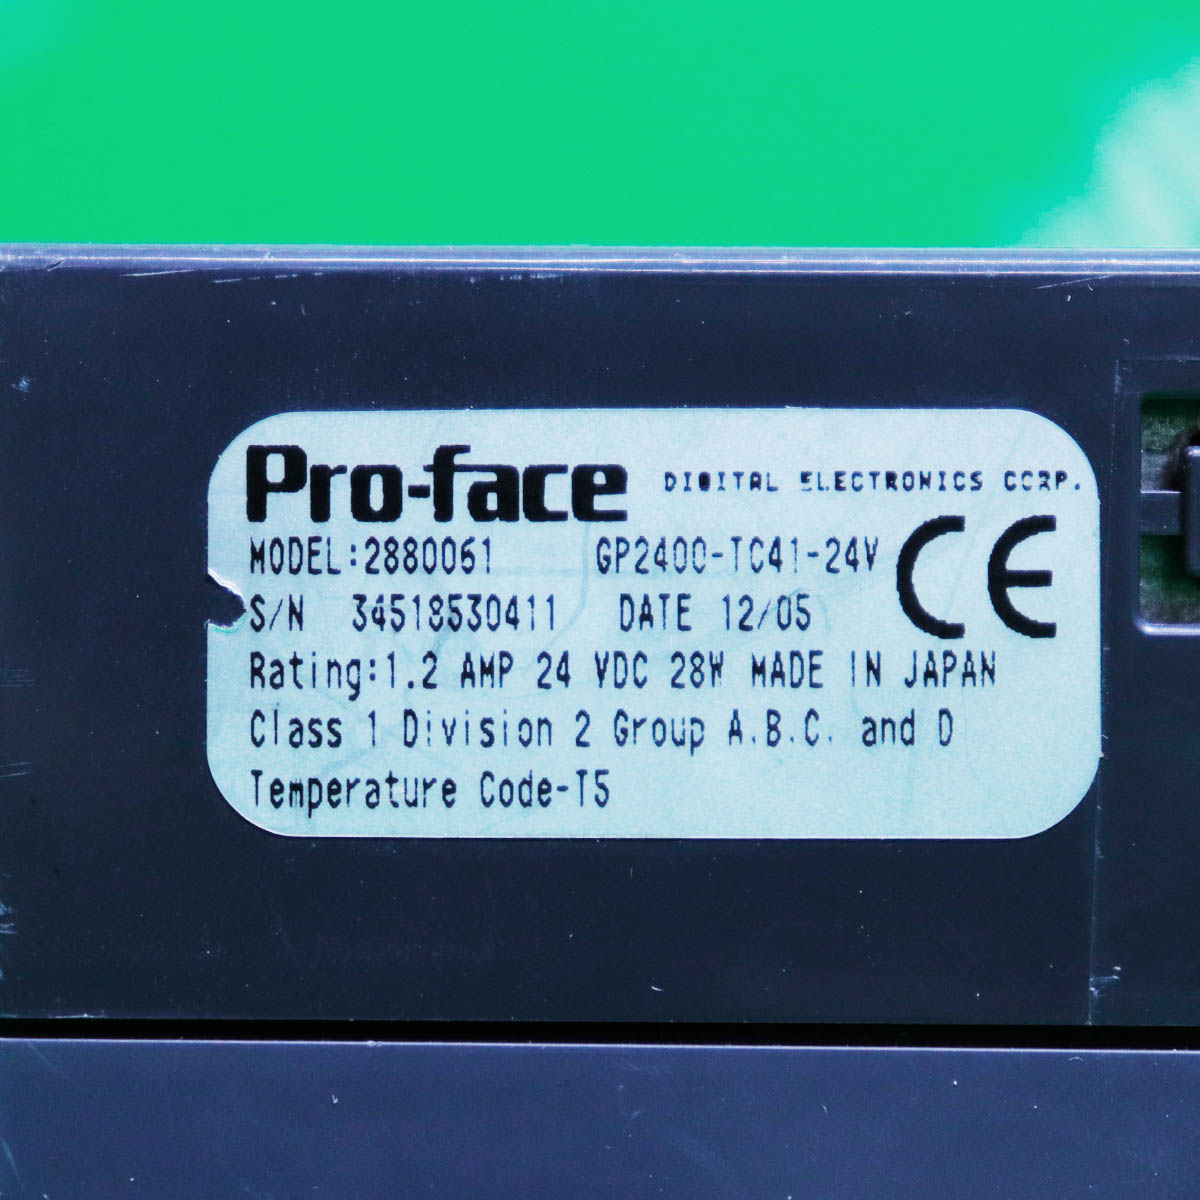 Pro-face DIGITAL ELECTRONICS CORP.
MODEL:2880061 GP2400-TC41-24V CE
S/N 34518530411 DATE 12/05
Rating:1.2 AMP 24 VDC 28W MADE IN JAPAN
Class 1 Division 2 Group A.B.C. and D
Temperature Code-T5